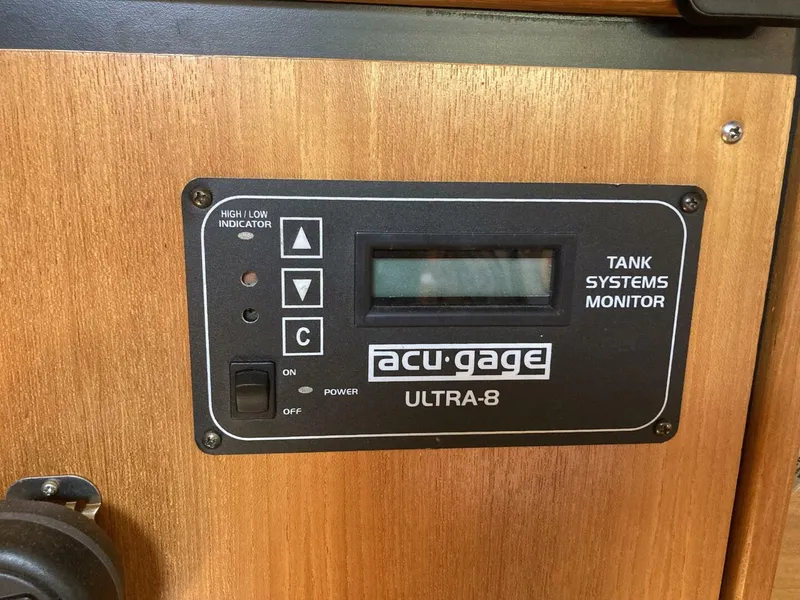 HIGH / LOW
INDICATOR
C
ON
POWER
OFF
acu·gage
ULTRA-8
TANK
SYSTEMS
MONITOR